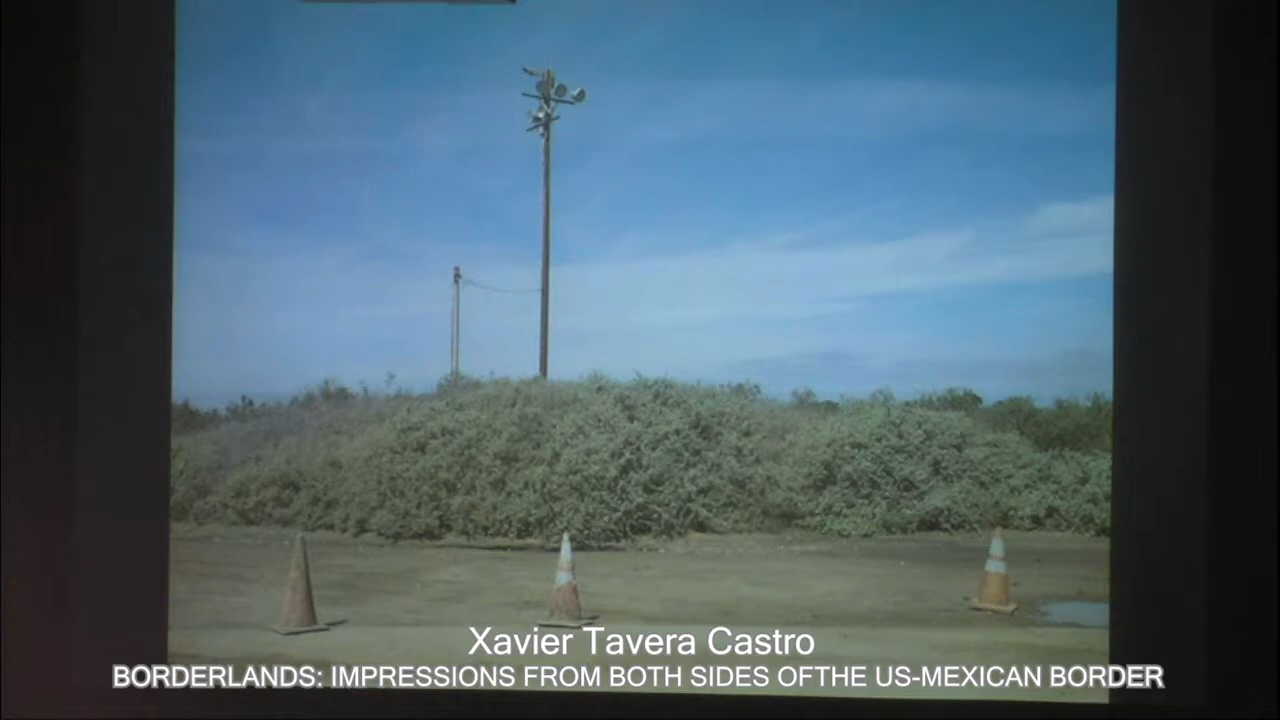 Xavier Tavera Castro
BORDERLANDS: IMPRESSIONS FROM BOTH SIDES OFTHE US-MEXICAN BORDER